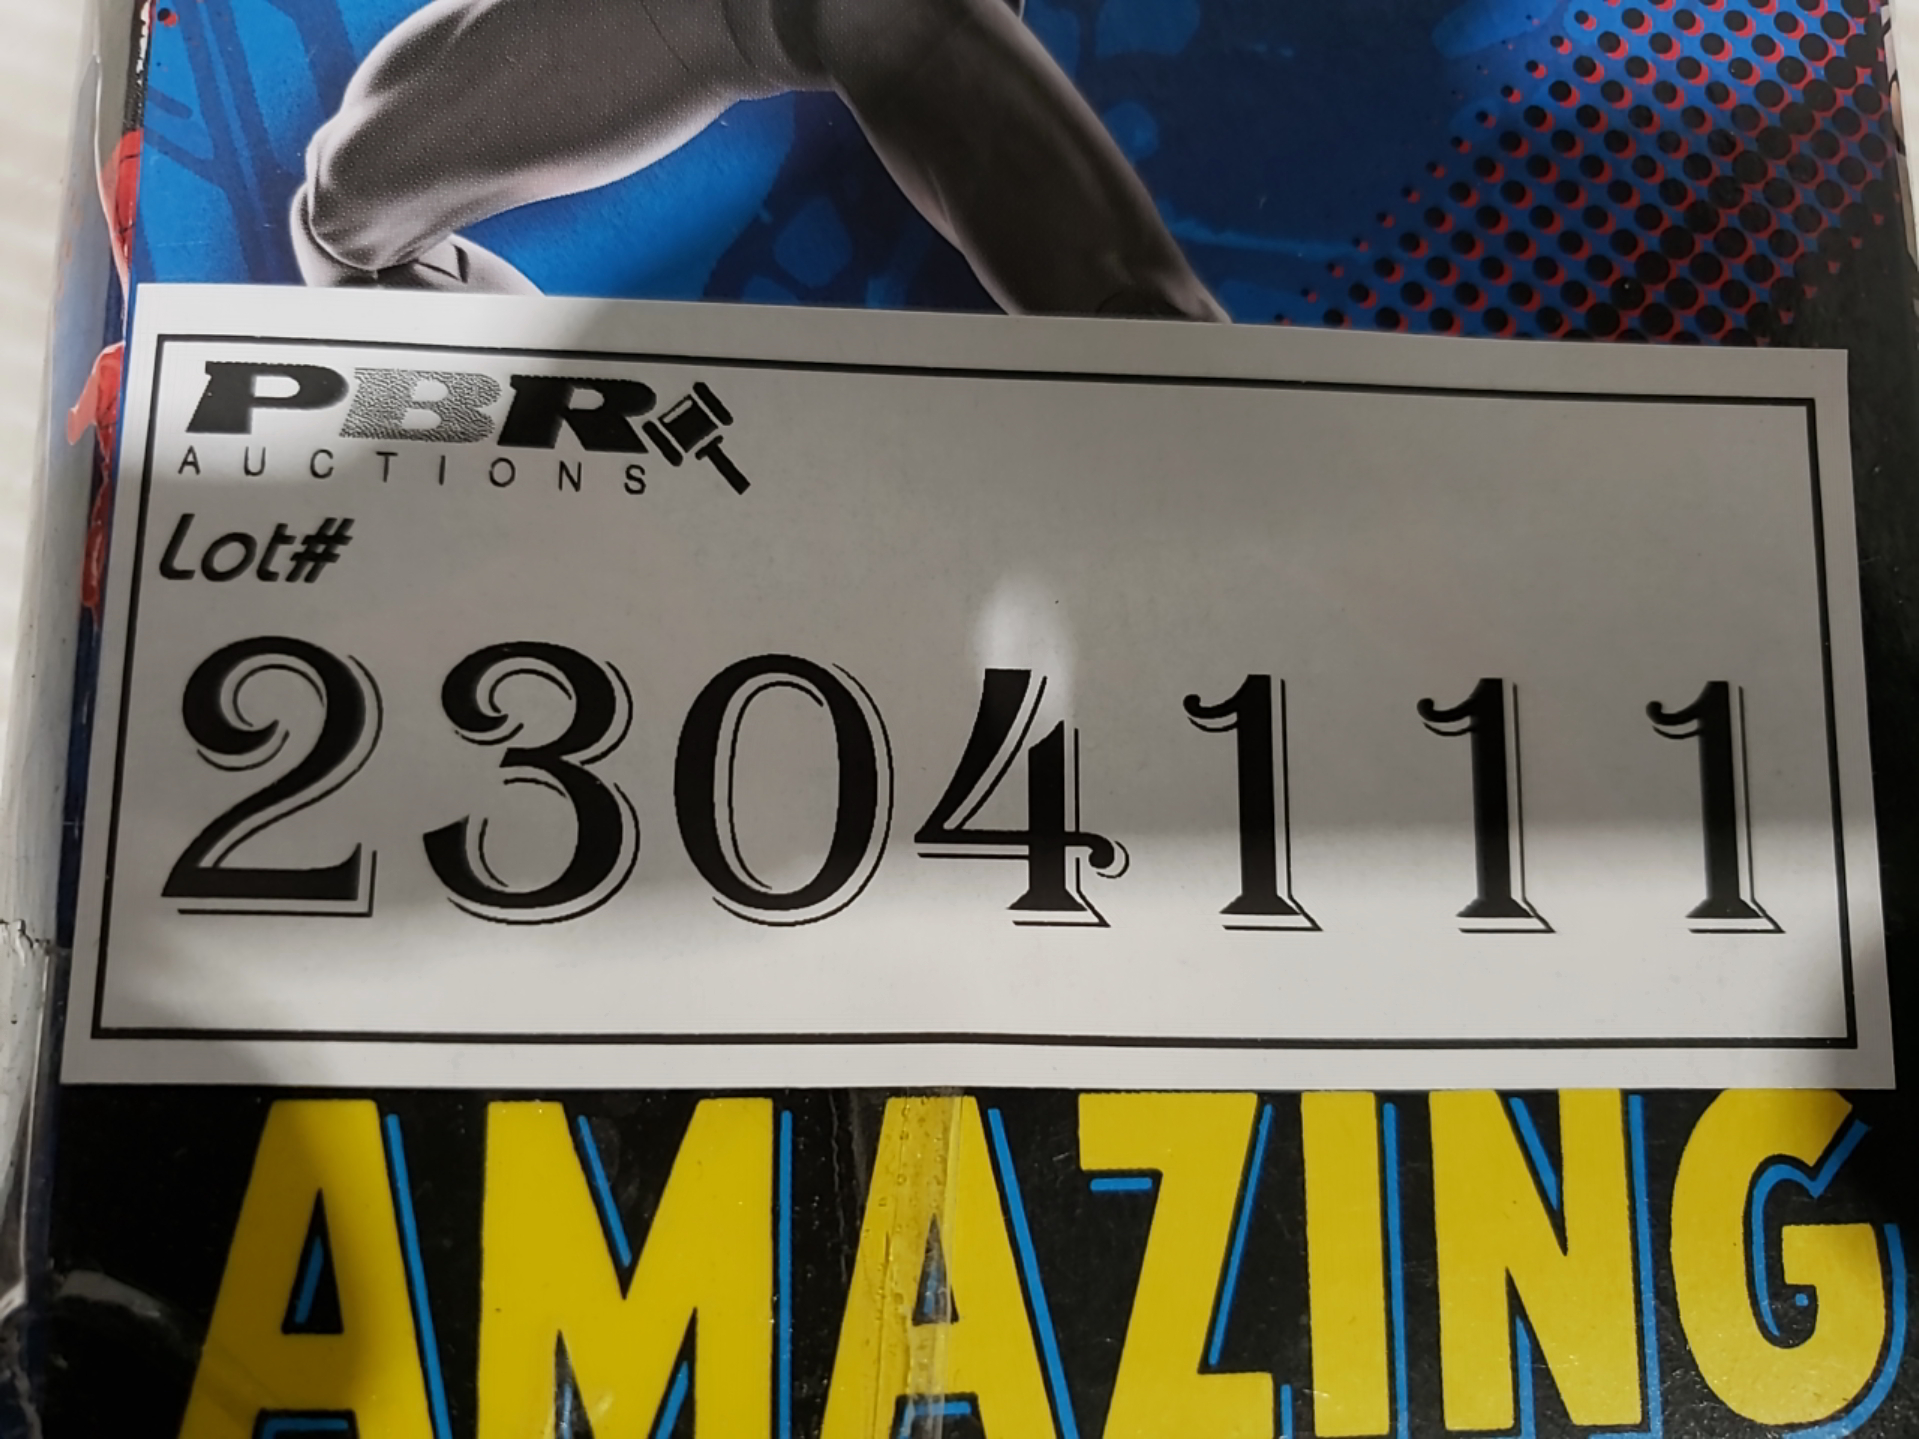 PBR
AUCTIONS
Lot#
2304111
AMAZING